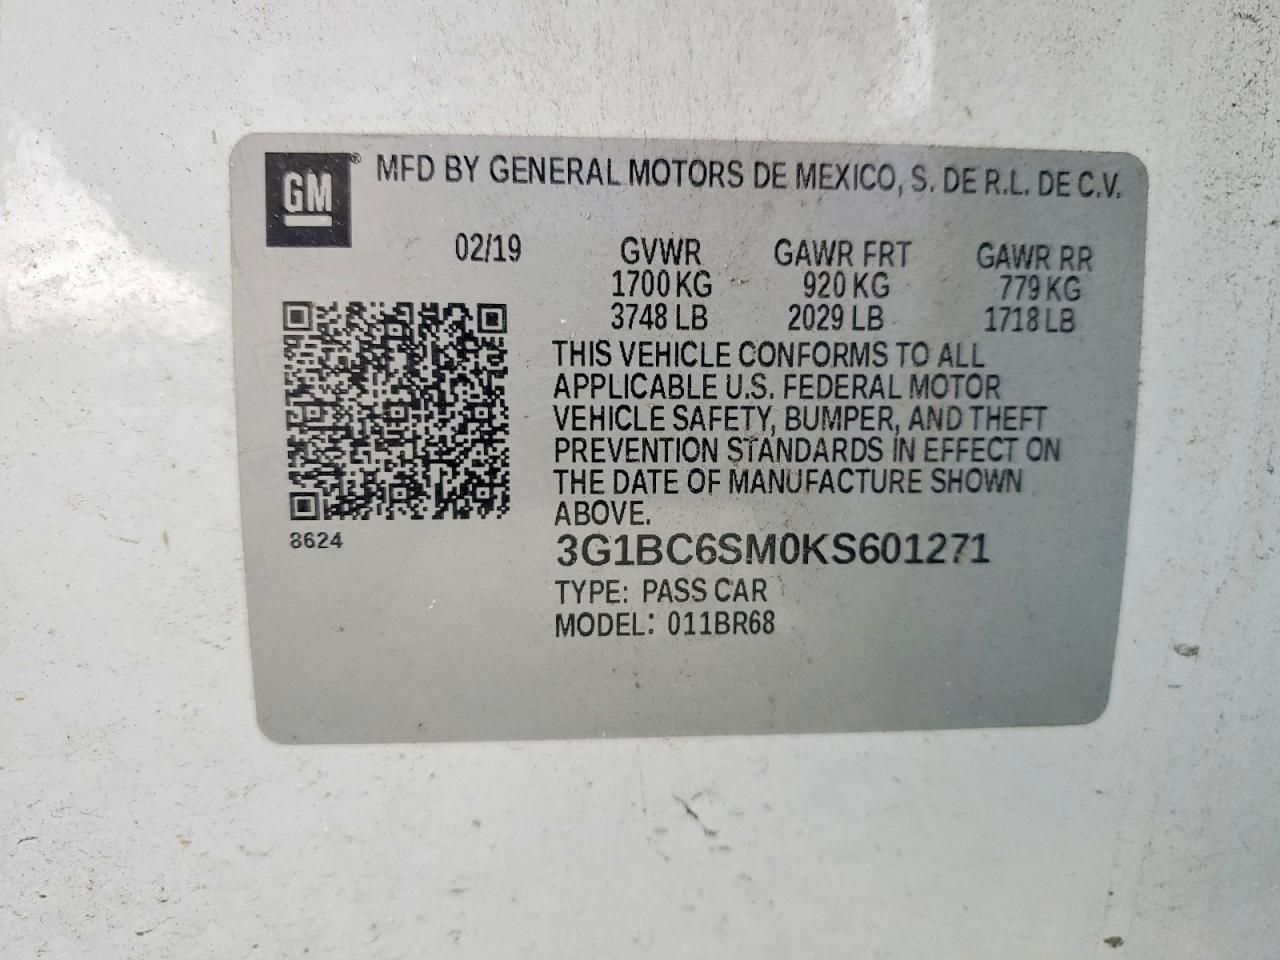 GM® MFD BY GENERAL MOTORS DE MEXICO, S. DE R.L. DE C.V.
02/19 GVWR GAWR FRT GAWR RR
1700 KG 920 KG 779 KG
3748 LB 2029 LB 1718 LB
THIS VEHICLE CONFORMS TO ALL
APPLICABLE U.S. FEDERAL MOTOR
VEHICLE SAFETY, BUMPER, AND THEFT
PREVENTION STANDARDS IN EFFECT ON
THE DATE OF MANUFACTURE SHOWN
ABOVE.
8624
3G1BC6SM0KS601271
TYPE: PASS CAR
MODEL: 011BR68